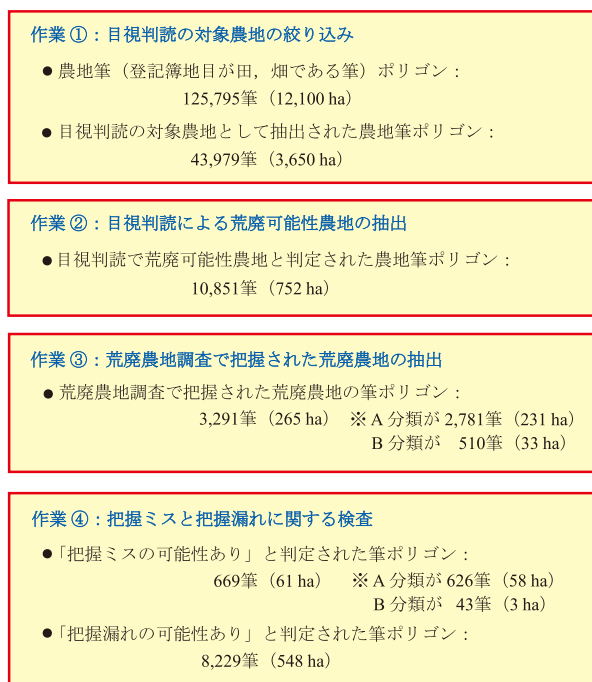 作業 ①：目視判読の対象農地の絞り込み
● 農地筆（登記簿地目が田，畑である筆）ポリゴン：
125,795筆（12,100 ha）
● 目視判読の対象農地として抽出された農地筆ポリゴン：
43,979筆（3,650 ha）
作業 ②：目視判読による荒廃可能性農地の抽出
● 目視判読で荒廃可能性農地と判定された農地筆ポリゴン：
10,851筆（752 ha）
作業 ③：荒廃農地調査で把握された荒廃農地の抽出
● 荒廃農地調査で把握された荒廃農地の筆ポリゴン：
3,291筆（265 ha） ※ A 分類が 2,781筆（231 ha）
B 分類が 510筆（33 ha）
作業 ④：把握ミスと把握漏れに関する検査
●「把握ミスの可能性あり」と判定された筆ポリゴン：
669筆（61 ha） ※ A 分類が 626筆（58 ha）
B 分類が 43筆（3 ha）
●「把握漏れの可能性あり」と判定された筆ポリゴン：
8,229筆（548 ha）